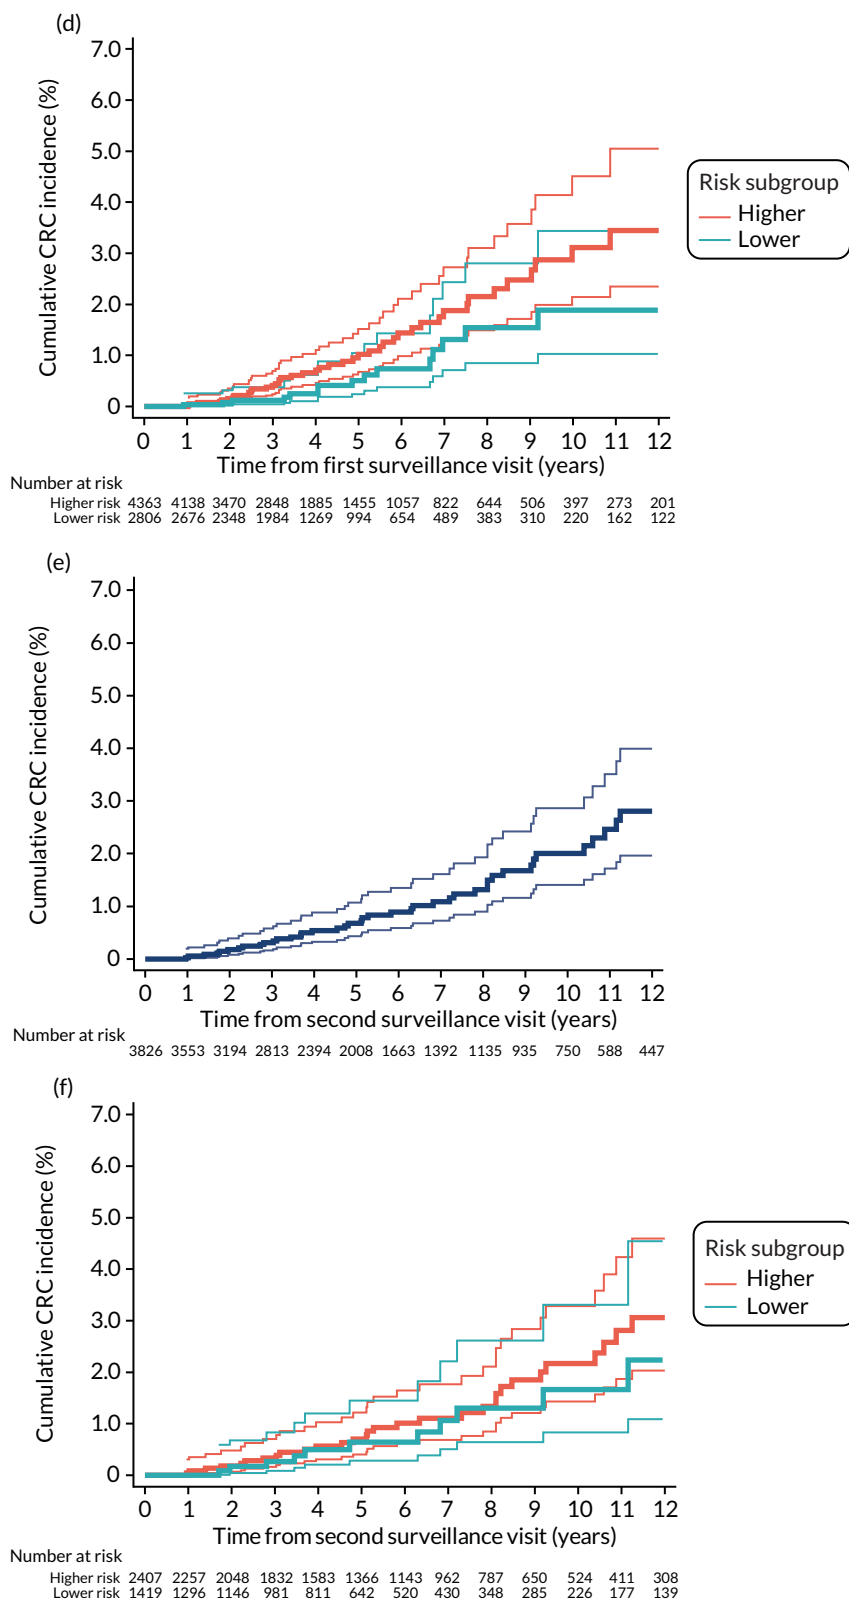 (d)
7.0
6.0
5.0
4.0
3.0
2.0
1.0
0
Cumulative CRC incidence (%)
0 1 2 3 4 5 6 7 8 9 10 11 12
Time from first surveillance visit (years)
Risk subgroup
Higher
Lower
Number at risk
Higher risk 4363 4138 3470 2848 1885 1455 1057 822 644 506 397 273 201
Lower risk 2806 2676 2348 1984 1269 994 654 489 383 310 220 162 122
(e)
7.0
6.0
5.0
4.0
3.0
2.0
1.0
0
Cumulative CRC incidence (%)
0 1 2 3 4 5 6 7 8 9 10 11 12
Time from second surveillance visit (years)
Number at risk
3826 3553 3194 2813 2394 2008 1663 1392 1135 935 750 588 447
(f)
7.0
6.0
5.0
4.0
3.0
2.0
1.0
0
Cumulative CRC incidence (%)
0 1 2 3 4 5 6 7 8 9 10 11 12
Time from second surveillance visit (years)
Risk subgroup
Higher
Lower
Number at risk
Higher risk 2407 2257 2048 1832 1583 1366 1143 962 787 650 524 411 308
Lower risk 1419 1296 1146 981 811 642 520 430 348 285 226 177 139